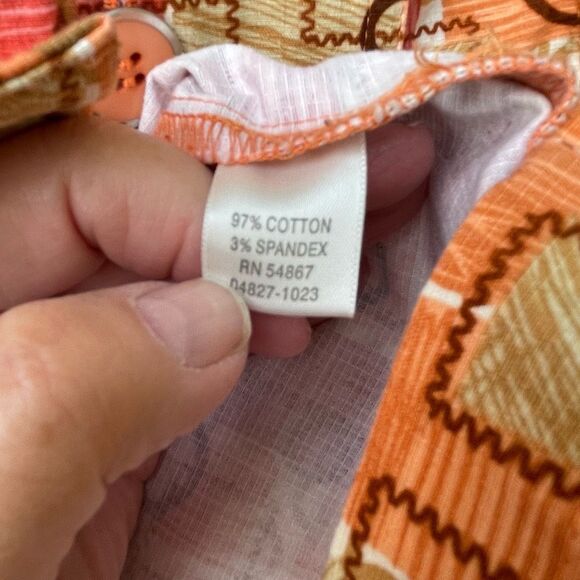 97% COTTON
3% SPANDEX
RN 54867
04827-1023